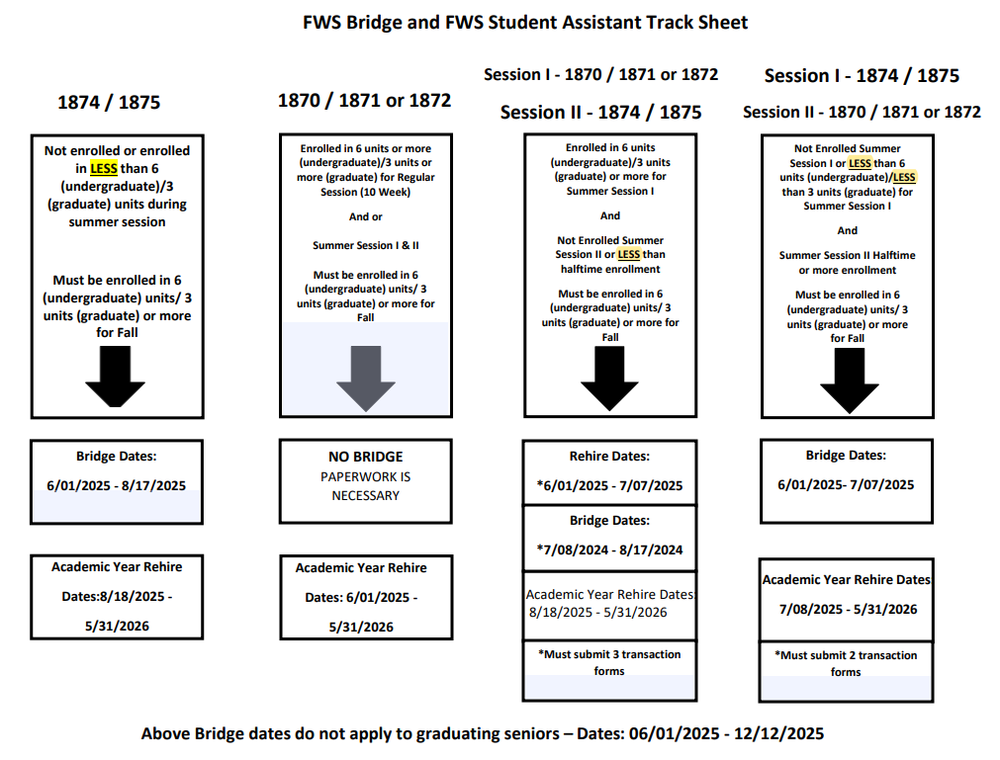 FWS Bridge and FWS Student Assistant Track Sheet
1874 / 1875
Not enrolled or enrolled
in LESS than 6
(undergraduate)/3
(graduate) units during
summer session
Must be enrolled in 6
(undergraduate) units/ 3
units (graduate) or more
for Fall
Bridge Dates:
6/01/2025 - 8/17/2025
Academic Year Rehire
Dates:8/18/2025 -
5/31/2026
1870 / 1871 or 1872
Enrolled in 6 units or more
(undergraduate)/3 units or
more (graduate) for Regular
Session (10 Week)
And or
Summer Session I & II
Must be enrolled in 6
(undergraduate) units/ 3
units (graduate) or more for
Fall
NO BRIDGE
PAPERWORK IS
NECESSARY
Academic Year Rehire
Dates: 6/01/2025 -
5/31/2026
Session I - 1870 / 1871 or 1872
Session II - 1874 / 1875
Enrolled in 6 units
(undergraduate)/3 units
(graduate) or more for
Summer Session I
And
Not Enrolled Summer
Session II or LESS than
halftime enrollment
Must be enrolled in 6
(undergraduate) units/ 3
units (graduate) or more for
Fall
Rehire Dates:
*6/01/2025 - 7/07/2025
Bridge Dates:
*7/08/2024 - 8/17/2024
Academic Year Rehire Dates:
8/18/2025 - 5/31/2026
*Must submit 3 transaction
forms
Session I - 1874 / 1875
Session II - 1870 / 1871 or 1872
Not Enrolled Summer
Session I or LESS than 6
units (undergraduate)/LESS
than 3 units (graduate) for
Summer Session I
And
Summer Session II Halftime
or more enrollment
Must be enrolled in 6
(undergraduate) units/ 3
units (graduate) or more
for Fall
Bridge Dates:
6/01/2025- 7/07/2025
Academic Year Rehire Dates
7/08/2025 - 5/31/2026
*Must submit 2 transaction
forms
Above Bridge dates do not apply to graduating seniors – Dates: 06/01/2025 - 12/12/2025